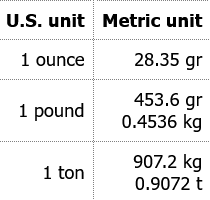 U.S. unit Metric unit
1 ounce 28.35 gr
1 pound 453.6 gr
0.4536 kg
1 ton 907.2 kg
0.9072 t